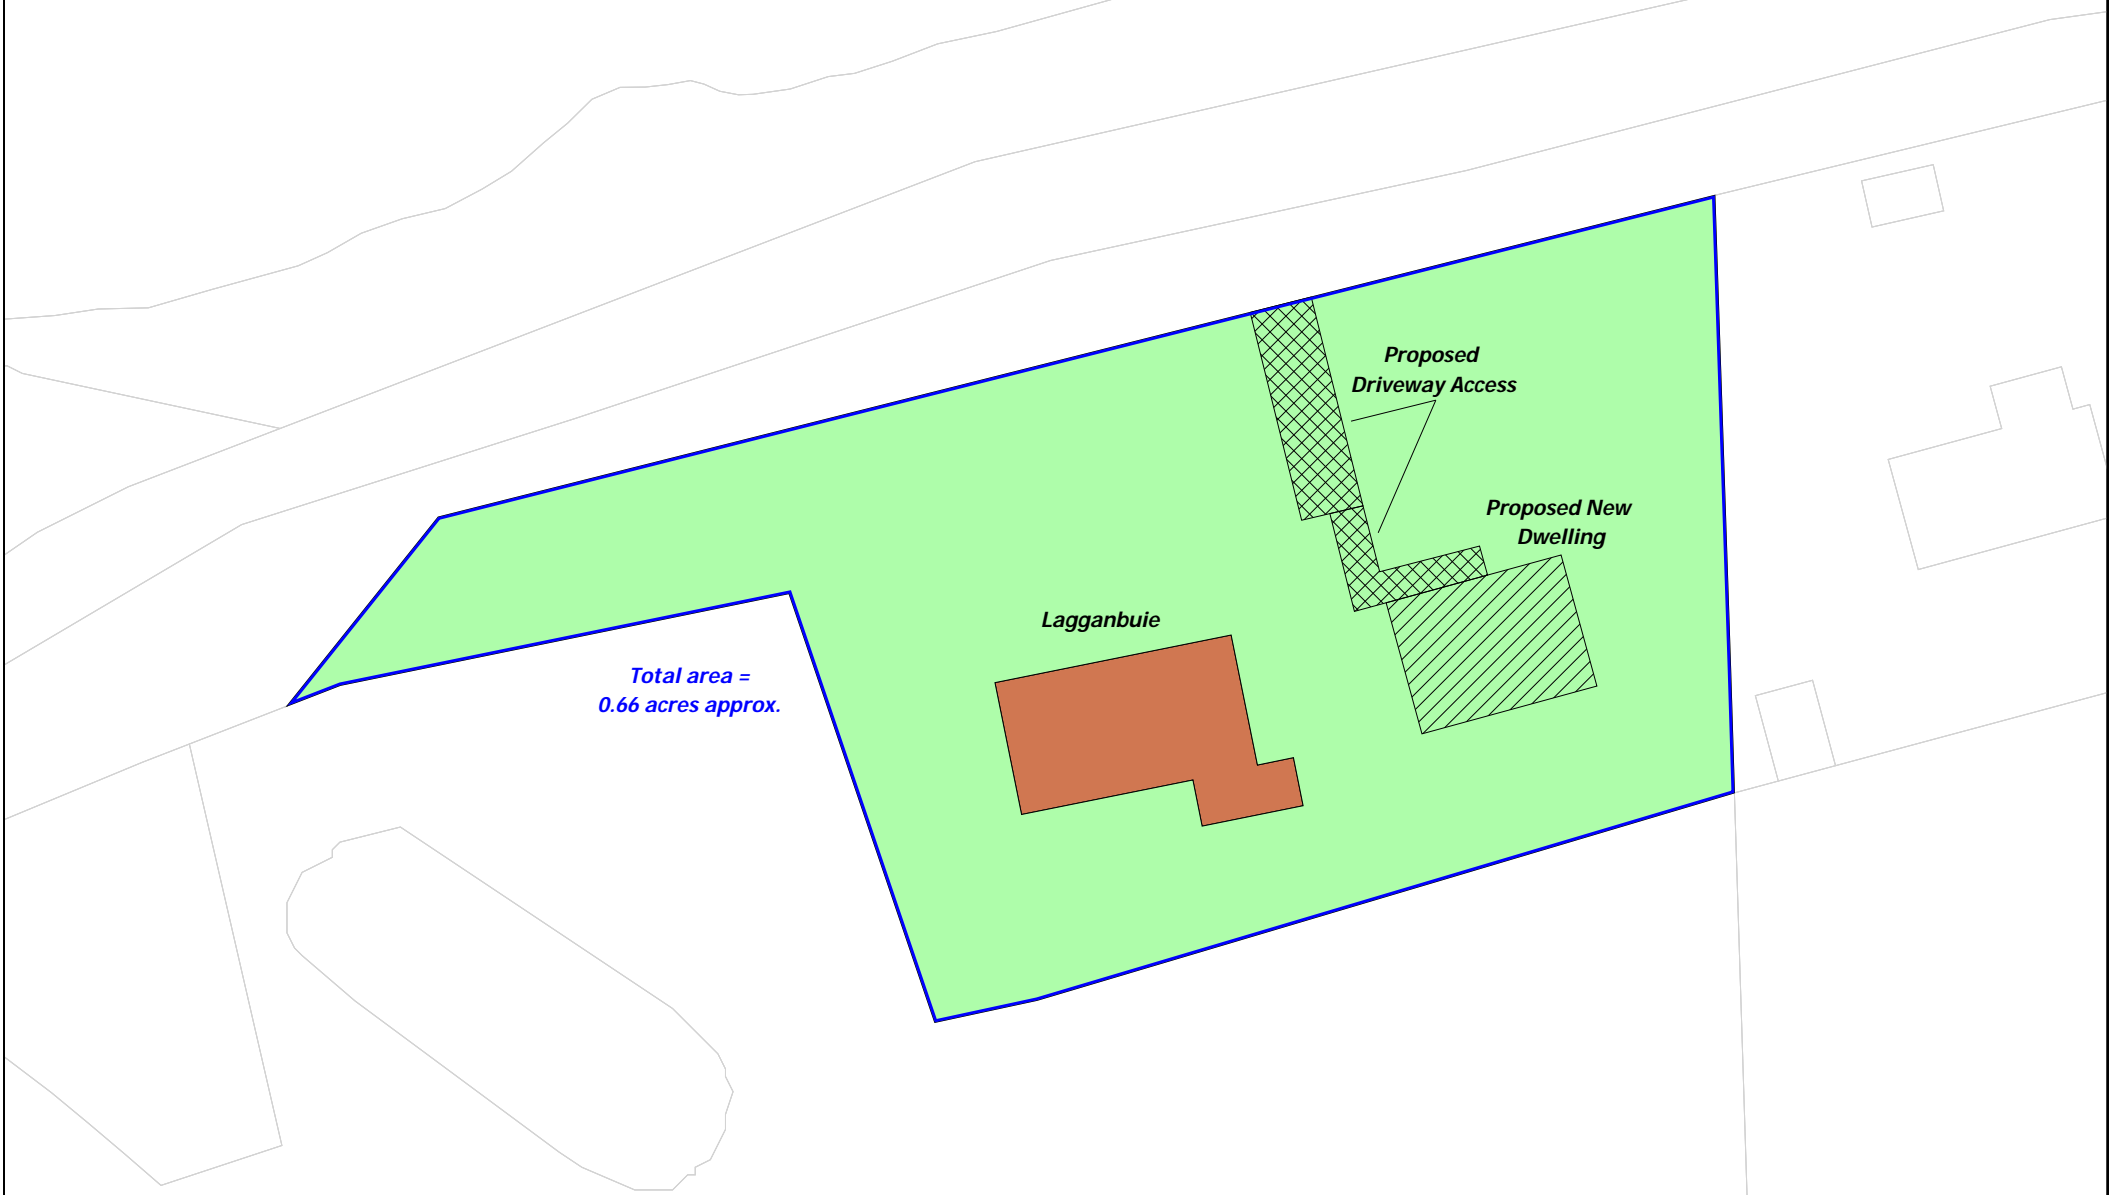 Proposed
Driveway Access
Proposed New
Dwelling
Lagganbuie
Total area =
0.66 acres approx.